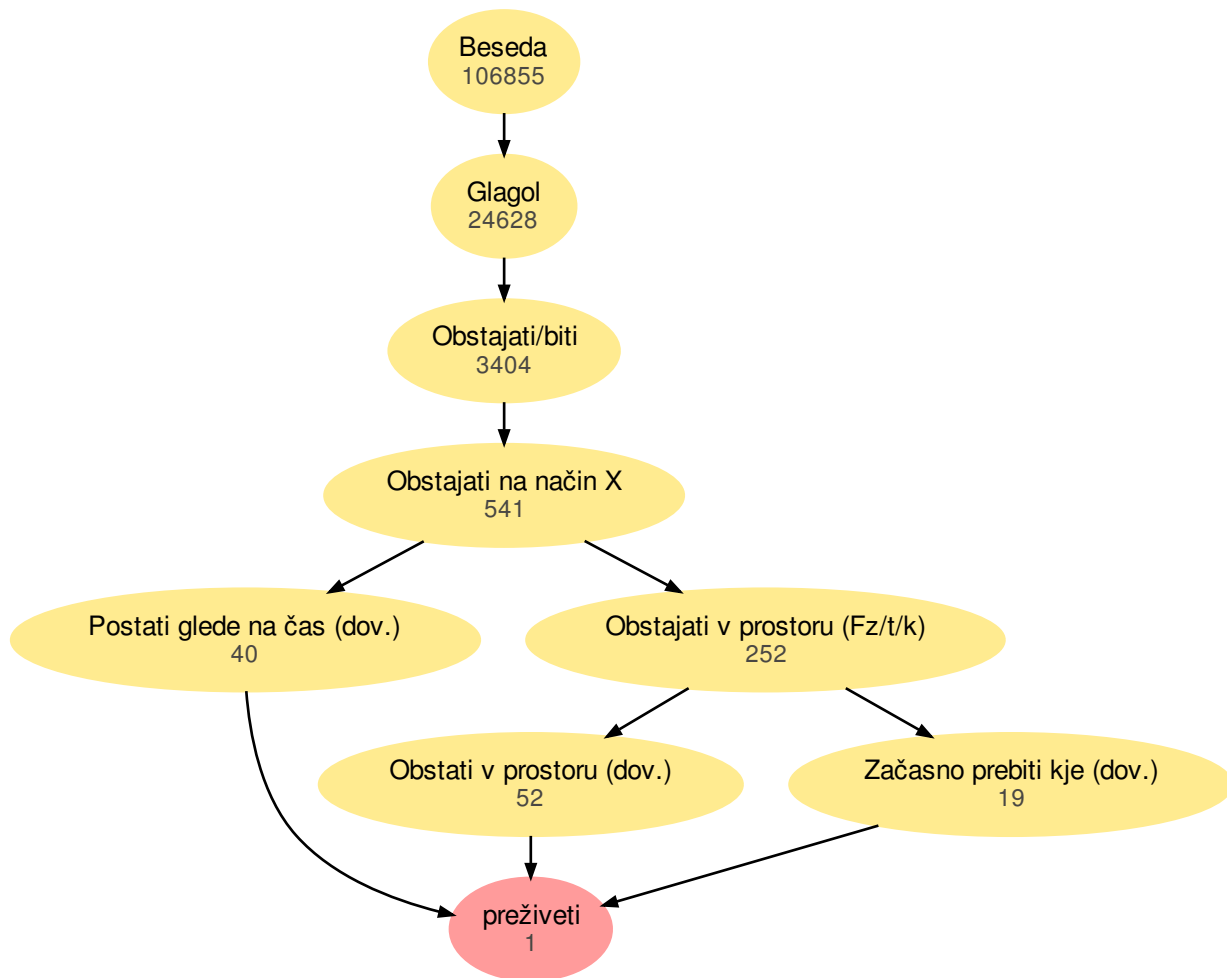 Beseda
106855
Glagol
24628
Obstajati/biti
3404
Obstajati na način X
541
Postati glede na čas (dov.)
40
Obstajati v prostoru (Fz/t/k)
252
Obstati v prostoru (dov.)
52
Začasno prebiti kje (dov.)
19
preživeti
1